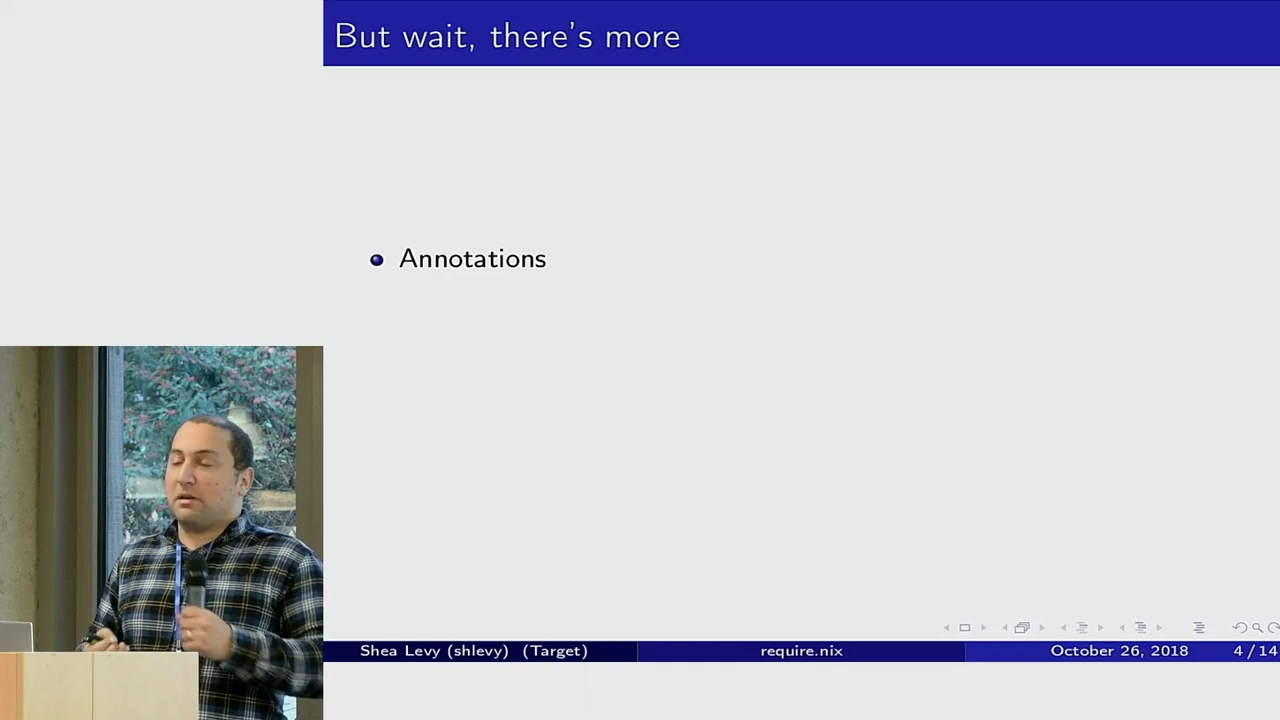 But wait, there's more
Annotations
Shea Levy (shlevy) (Target)
require.nix
October 26, 2018
4 / 14